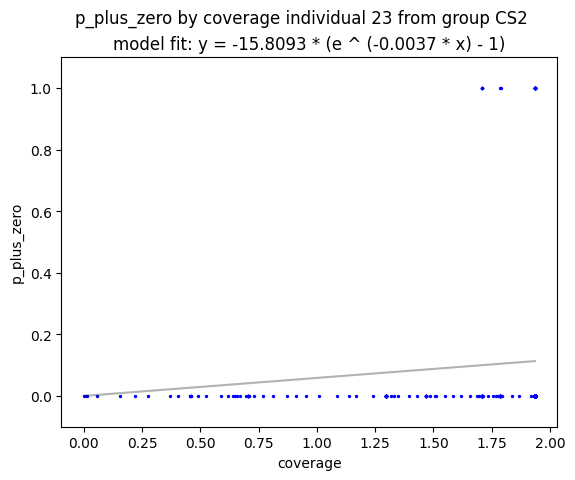 p_plus_zero by coverage individual 23 from group CS2
model fit: y = -15.8093 * (e ^ (-0.0037 * x) - 1)
1.0
0.8
0.6
0.4
0.2
0.0
p_plus_zero
0.00 0.25 0.50 0.75 1.00 1.25 1.50 1.75 2.00
coverage